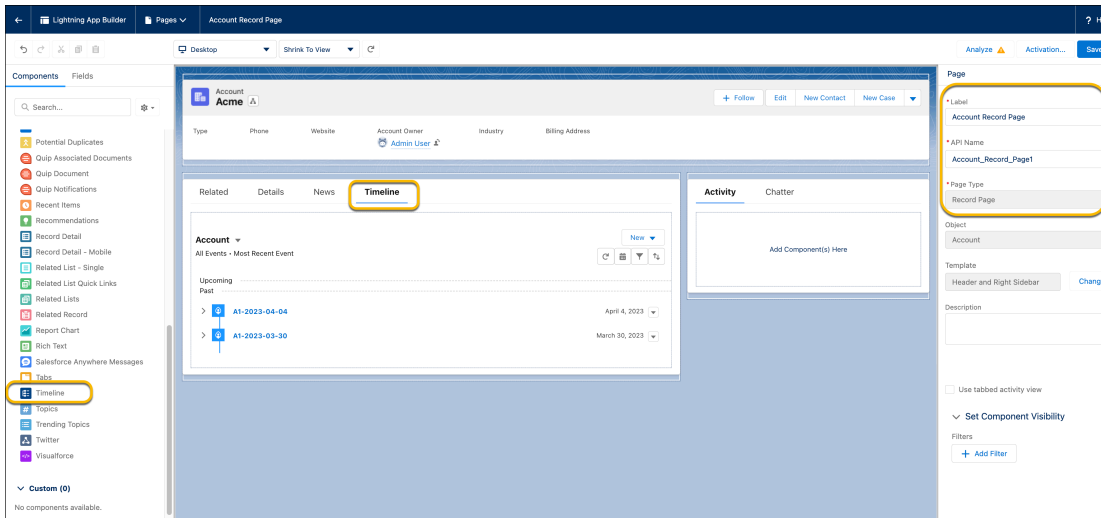 Lightning App Builder
Pages
Account Record Page
?
Desktop
Shrink To View
Analyze
Activation...
Save
Components
Fields
Search...
Potential Duplicates
Quip Associated Documents
Quip Document
Quip Notifications
Recent Items
Recommendations
Record Detail
Record Detail - Mobile
Related List - Single
Related List Quick Links
Related Lists
Related Record
Report Chart
Rich Text
Salesforce Anywhere Messages
Tabs
Timeline
Topics
Trending Topics
Twitter
Visualforce
Custom (0)
No components available.
Account
Acme
+ Follow
Edit
New Contact
New Case
Type
Phone
Website
Account Owner
Industry
Billing Address
Admin User
Related
Details
News
Timeline
Account
New
All Events • Most Recent Event
Upcoming
Past
A1-2023-04-04
April 4, 2023
A1-2023-03-30
March 30, 2023
Activity
Chatter
Add Component(s) Here
Page
*Label
Account Record Page
*API Name
Account_Record_Page1
*Page Type
Record Page
Object
Account
Template
Header and Right Sidebar
Chang
Description
Use tabbed activity view
Set Component Visibility
Filters
+ Add Filter